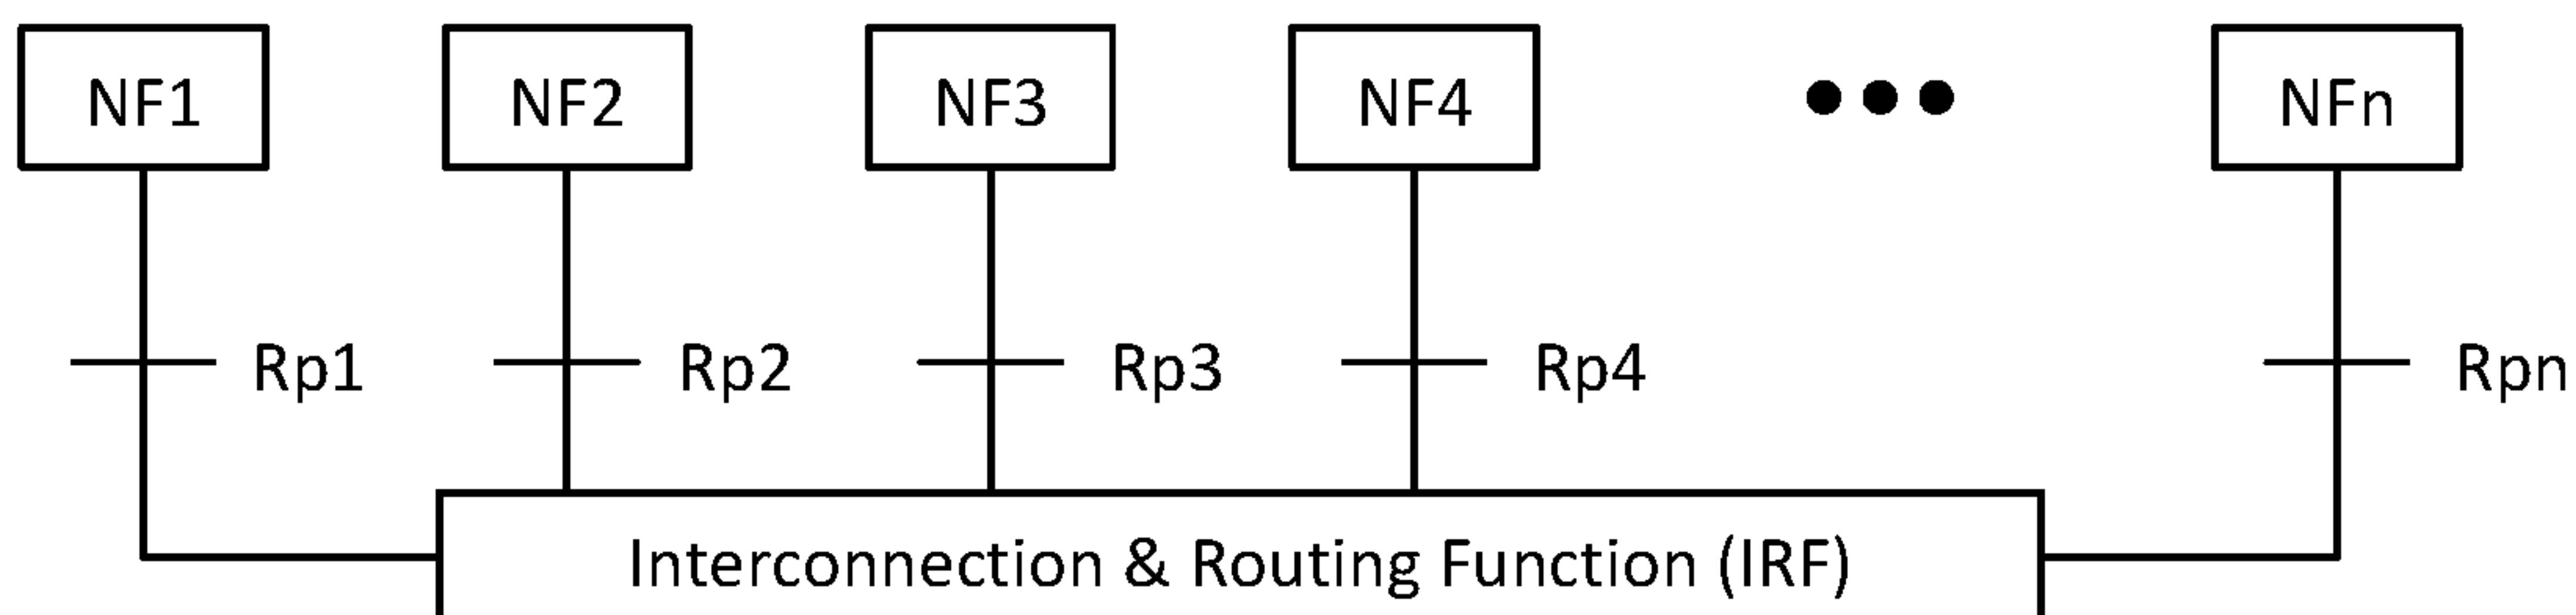 NF1 NF2 NF3 NF4 ••• NFn
Rp1 Rp2 Rp3 Rp4 Rpn
Interconnection & Routing Function (IRF)